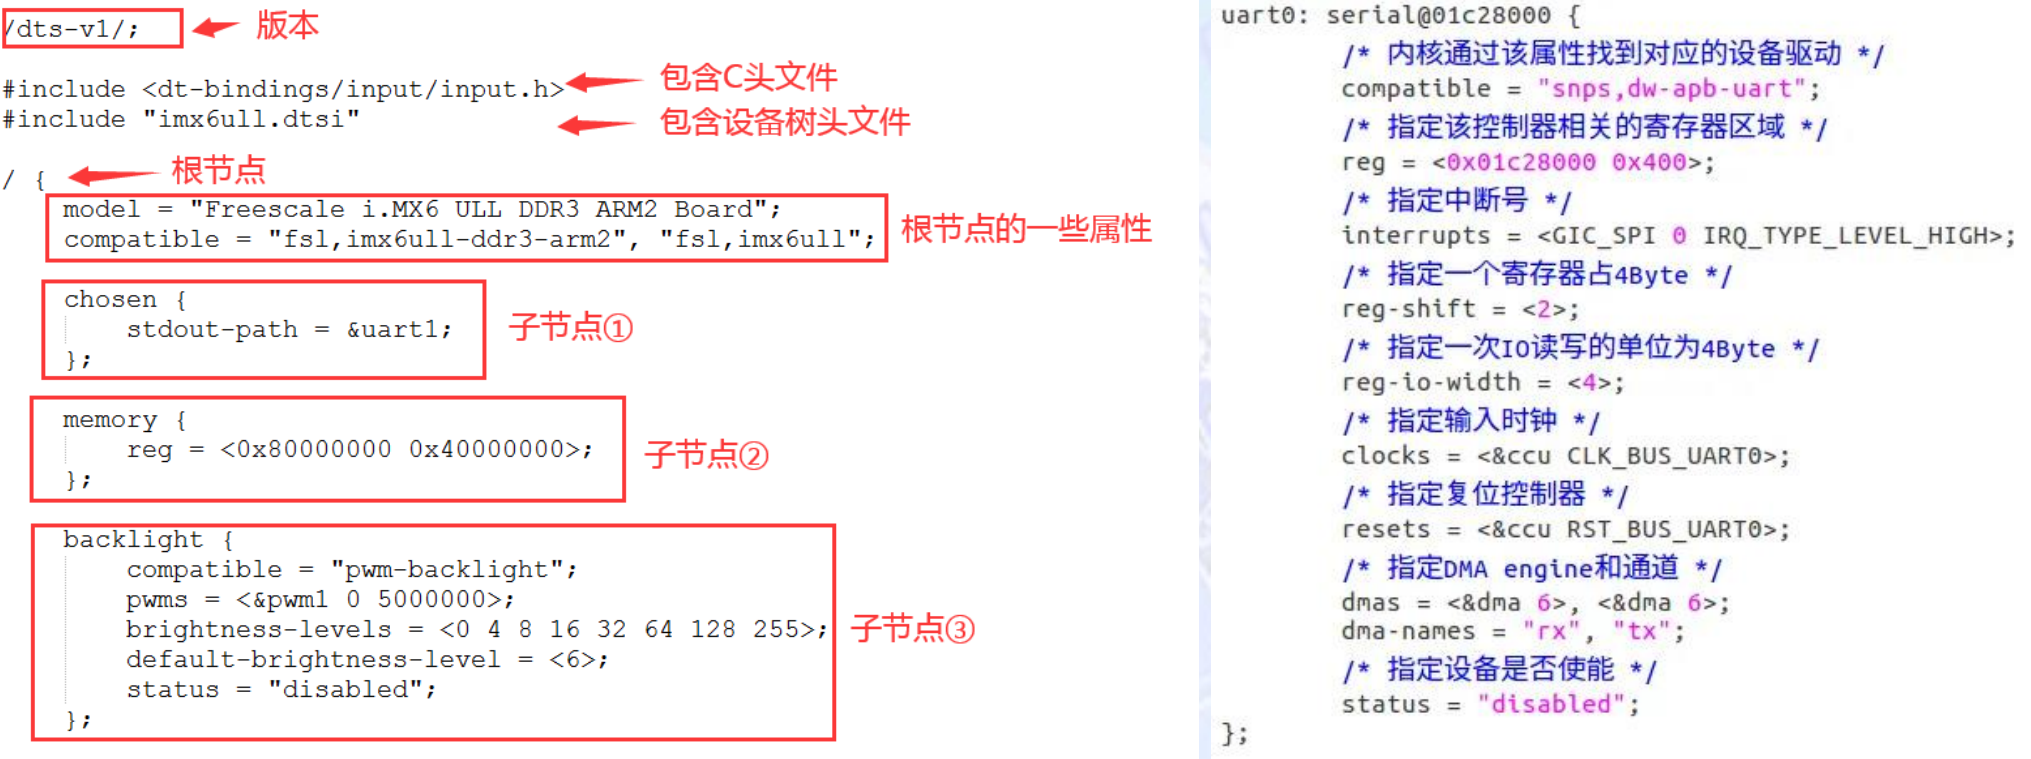 /dts-v1/;
版本
#include <dt-bindings/input/input.h>
包含C头文件
#include "imx6ull.dtsi"
包含设备树头文件
/ {
根节点
model = "Freescale i.MX6 ULL DDR3 ARM2 Board";
compatible = "fsl,imx6ull-ddr3-arm2", "fsl,imx6ull";
根节点的一些属性
chosen {
stdout-path = &uart1;
};
子节点①
memory {
reg = <0x80000000 0x40000000>;
};
子节点②
backlight {
compatible = "pwm-backlight";
pwms = <&pwm1 0 5000000>;
brightness-levels = <0 4 8 16 32 64 128 255>;
default-brightness-level = <6>;
status = "disabled";
};
子节点③
uart0: serial@01c28000 {
/* 内核通过该属性找到对应的设备驱动 */
compatible = "snps,dw-apb-uart";
/* 指定该控制器相关的寄存器区域 */
reg = <0x01c28000 0x400>;
/* 指定中断号 */
interrupts = <GIC_SPI 0 IRQ_TYPE_LEVEL_HIGH>;
/* 指定一个寄存器占4Byte */
reg-shift = <2>;
/* 指定一次IO读写的单位为4Byte */
reg-io-width = <4>;
/* 指定输入时钟 */
clocks = <&ccu CLK_BUS_UART0>;
/* 指定复位控制器 */
resets = <&ccu RST_BUS_UART0>;
/* 指定DMA engine和通道 */
dmas = <&dma 6>, <&dma 6>;
dma-names = "rx", "tx";
/* 指定设备是否使能 */
status = "disabled";
};